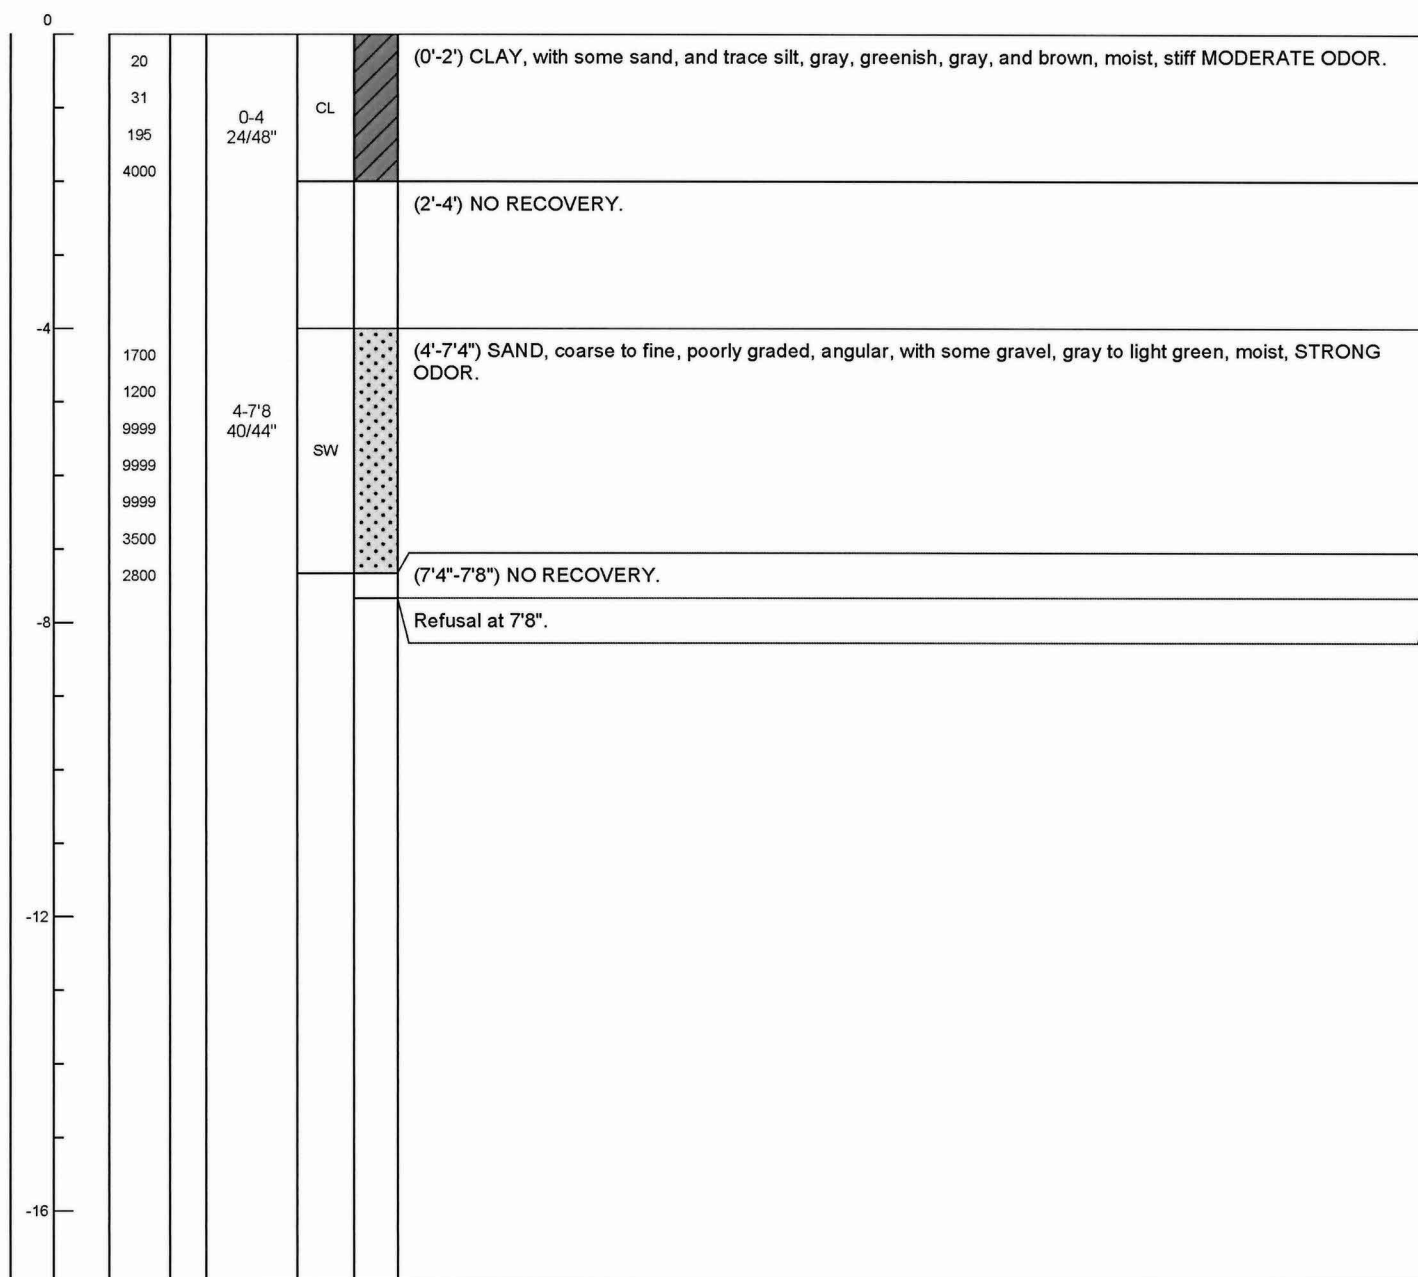 0
20
31
195
4000
0-4
24/48"
CL
(0'-2') CLAY, with some sand, and trace silt, gray, greenish, gray, and brown, moist, stiff MODERATE ODOR.
(2'-4') NO RECOVERY.
-4
1700
1200
9999
9999
9999
3500
2800
4-7'8
40/44"
SW
(4'-7'4") SAND, coarse to fine, poorly graded, angular, with some gravel, gray to light green, moist, STRONG
ODOR.
(7'4"-7'8") NO RECOVERY.
-8
Refusal at 7'8".
-12
-16